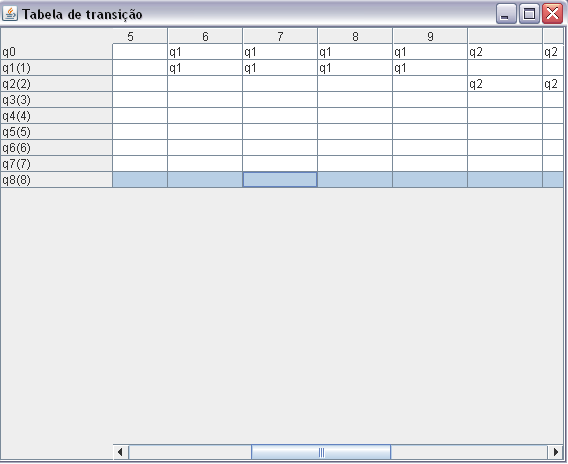 Tabela de transição
5 6 7 8 9
q0 q1 q1 q1 q1 q2 q2
q1(1) q1 q1 q1 q1
q2(2) q2 q2
q3(3)
q4(4)
q5(5)
q6(6)
q7(7)
q8(8)